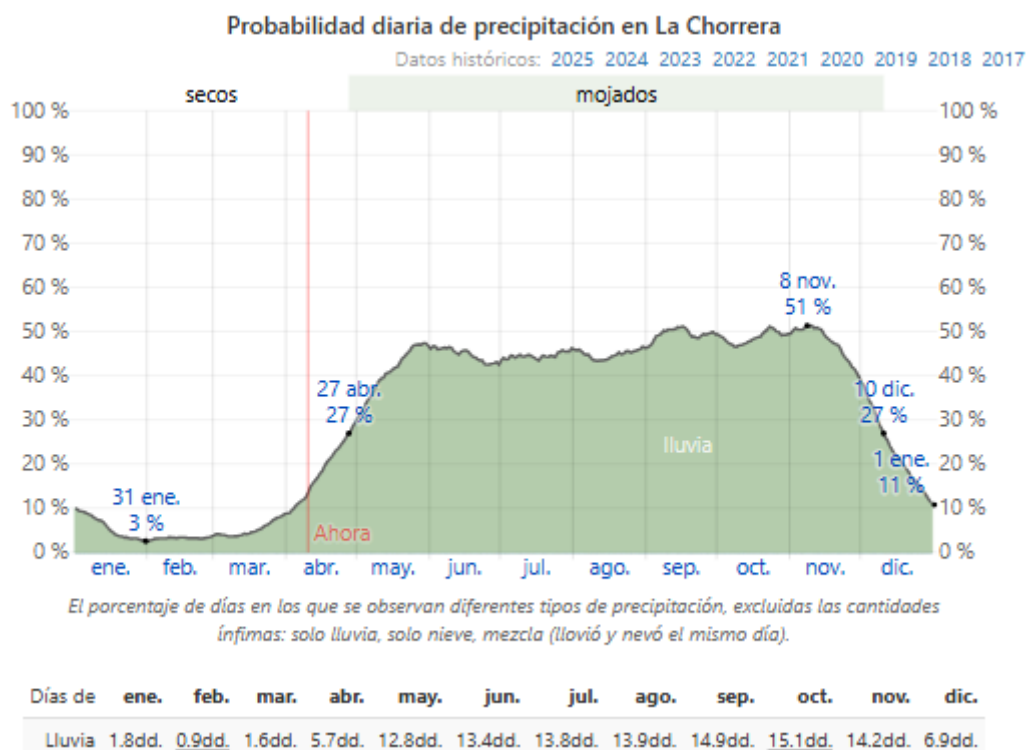 Probabilidad diaria de precipitación en La Chorrera
Datos históricos: 2025 2024 2023 2022 2021 2020 2019 2018 2017
secos mojados
100 % 100 %
90 % 90 %
80 % 80 %
70 % 70 %
60 % 60 %
8 nov.
51 %
50 % 50 %
40 % 40 %
27 abr. 10 dic.
30 % 27 % 27 % 30 %
lluvia
20 % 1 ene. 20 %
31 ene. 11 %
10 % 3 % 10 %
Ahora
0 % 0 %
ene. feb. mar. abr. may. jun. jul. ago. sep. oct. nov. dic.
El porcentaje de días en los que se observan diferentes tipos de precipitación, excluidas las cantidades
ínfimas: solo lluvia, solo nieve, mezcla (llovió y nevó el mismo día).
Días de ene. feb. mar. abr. may. jun. jul. ago. sep. oct. nov. dic.
Lluvia 1.8dd. 0.9dd. 1.6dd. 5.7dd. 12.8dd. 13.4dd. 13.8dd. 13.9dd. 14.9dd. 15.1dd. 14.2dd. 6.9dd.